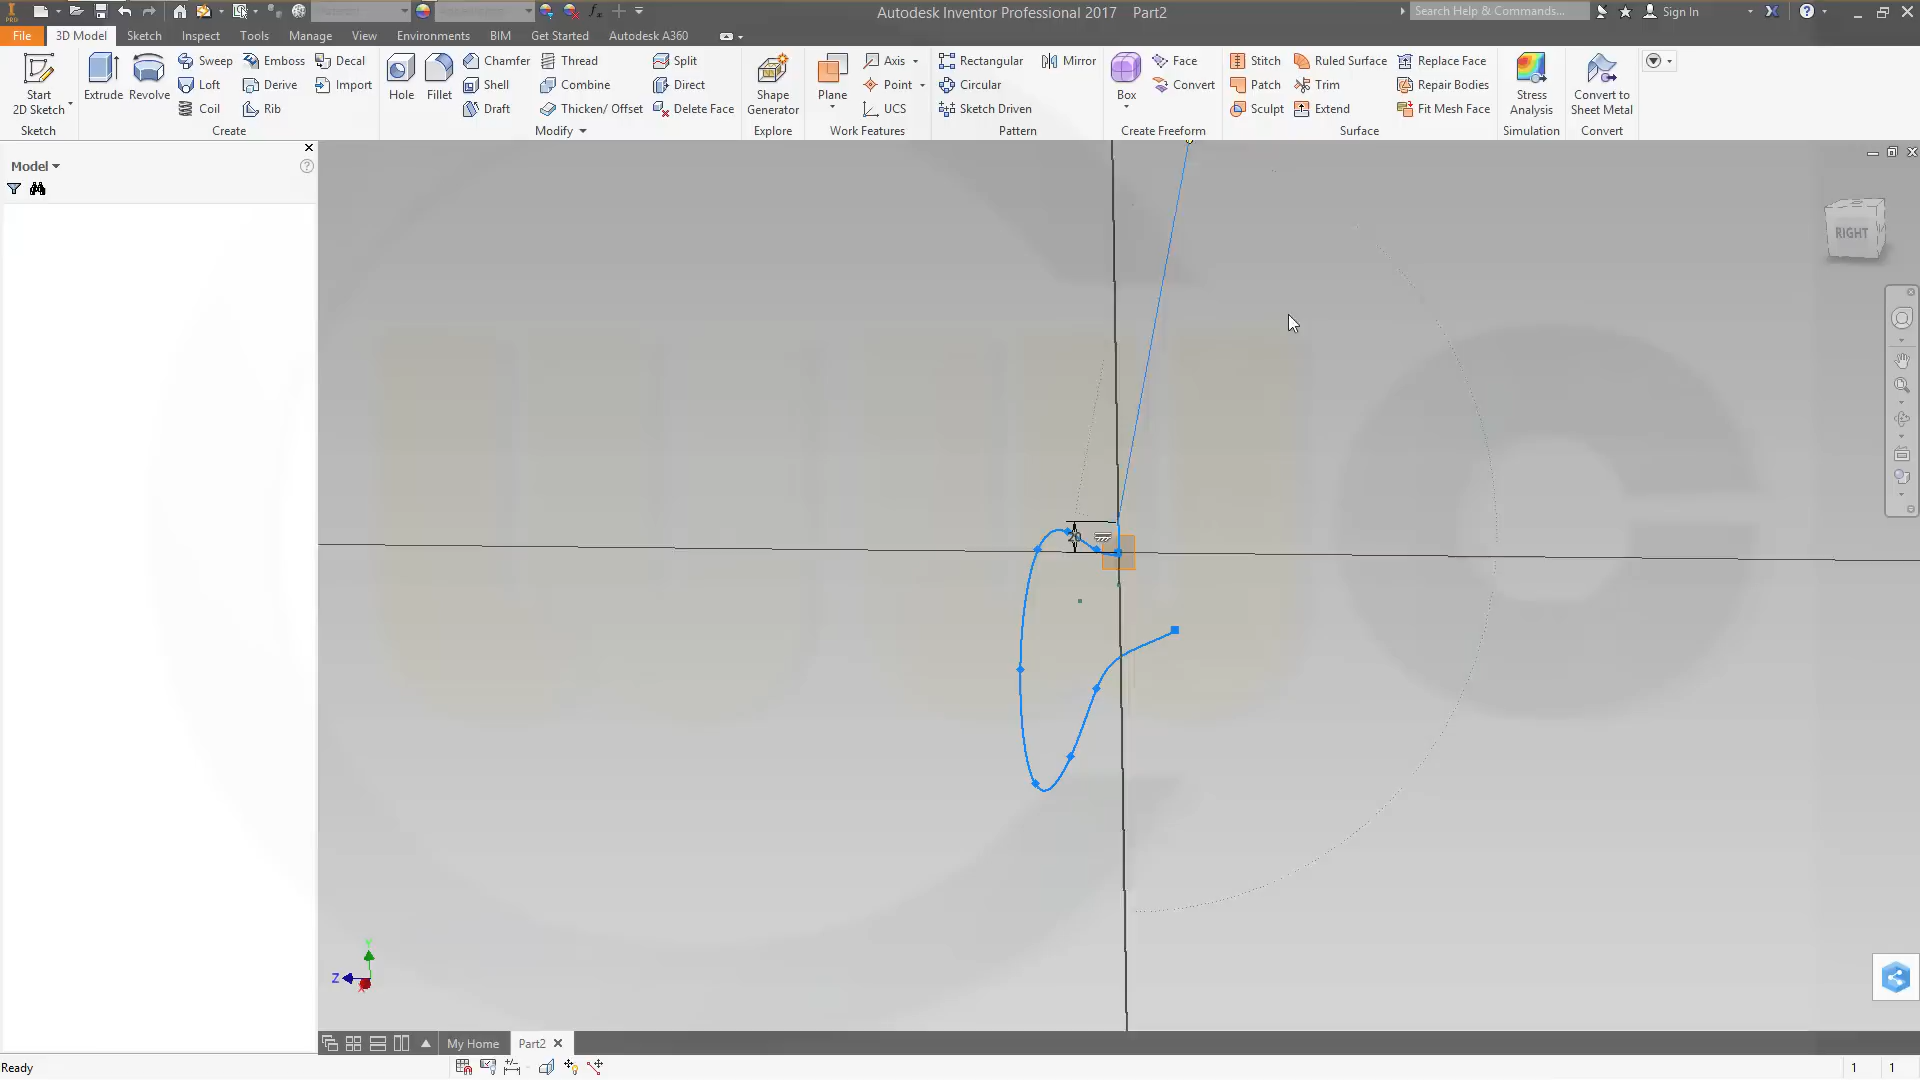 Autodesk Inventor Professional 2017 Part2
Search Help & Commands...
Sign In
File 3D Model Sketch Inspect Tools Manage View Environments BIM Get Started Autodesk A360
Start 2D Sketch
Sketch
Extrude Revolve
Sweep Emboss Decal
Loft Derive Import
Coil Rib
Create
Hole Fillet
Chamfer Thread Split
Shell Combine Direct
Draft Thicken/ Offset Delete Face
Modify
Shape Generator
Explore
Plane
Axis
Point
UCS
Work Features
Rectangular Mirror
Circular
Sketch Driven
Pattern
Box
Face
Convert
Create Freeform
Stitch Ruled Surface Replace Face
Patch Trim Repair Bodies
Sculpt Extend Fit Mesh Face
Surface
Stress Analysis
Simulation
Convert to Sheet Metal
Convert
Model
RIGHT
20
Y
Z
X
My Home Part2
Ready
1 1